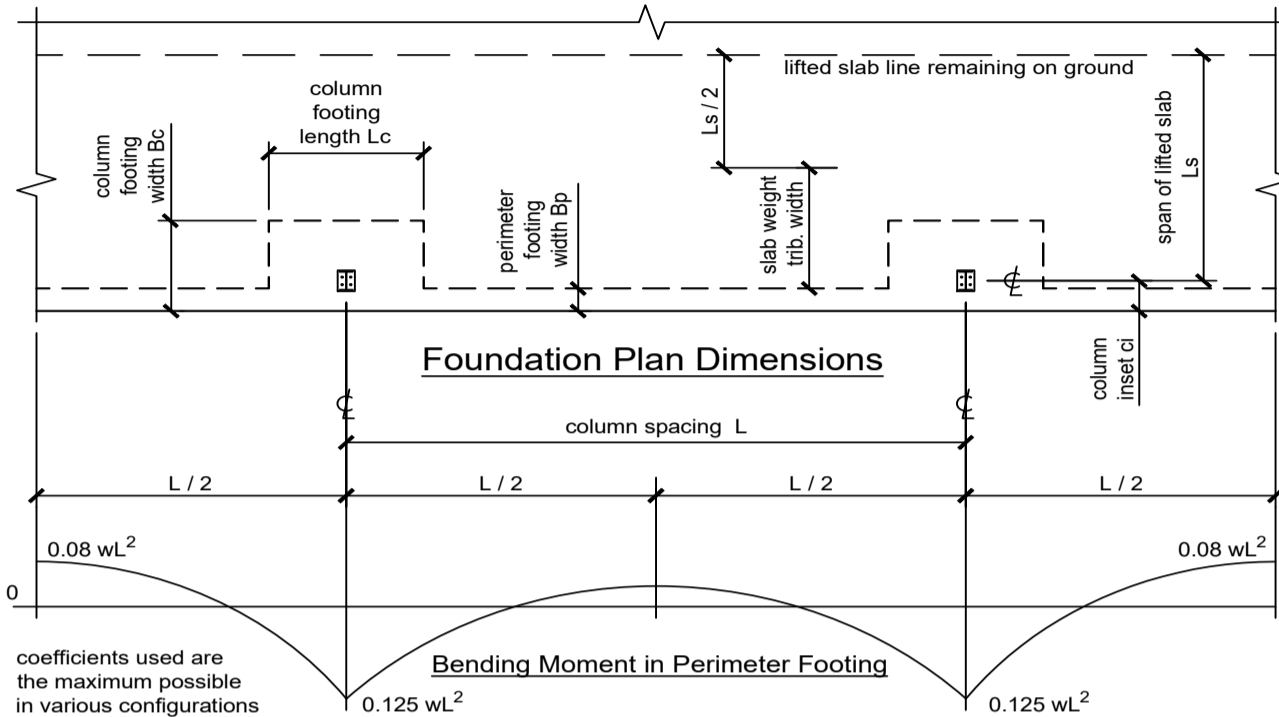 lifted slab line remaining on ground
column
footing
length Lc
column
footing
width Bc
perimeter
footing
width Bp
Ls / 2
slab weight
trib. width
span of lifted slab
Ls
℄
column
inset ci
Foundation Plan Dimensions
℄
℄
column spacing L
L / 2
L / 2
L / 2
L / 2
0.08 wL²
0.08 wL²
0
coefficients used are
the maximum possible
in various configurations
Bending Moment in Perimeter Footing
0.125 wL²
0.125 wL²